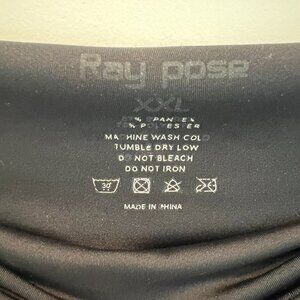 Ray pose
XXL
% SPANDEX
% POLYESTER
MACHINE WASH COLD
TUMBLE DRY LOW
DO NOT BLEACH
DO NOT IRON
30
MADE IN CHINA